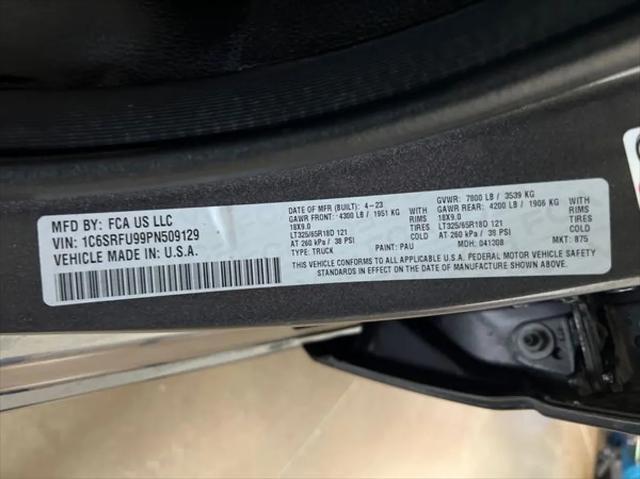 MFD BY: FCA US LLC
VIN: 1C6SRFU99PN509129
VEHICLE MADE IN: U.S.A.
DATE OF MFR (BUILT): 4-23
GAWR FRONT: 4300 LB / 1951 KG WITH
18X9.0 RIMS
LT325/65R18D 121 TIRES
AT 260 kPa / 38 PSI COLD
TYPE: TRUCK PAINT: PAU
GVWR: 7800 LB / 3539 KG
GAWR REAR: 4200 LB / 1906 KG WITH
18X9.0 RIMS
LT325/65R18D 121 TIRES
AT 260 kPa / 38 PSI COLD
MDH: 041308 MKT: 875
THIS VEHICLE CONFORMS TO ALL APPLICABLE U.S.A. FEDERAL MOTOR VEHICLE SAFETY
STANDARDS IN EFFECT ON THE DATE OF MANUFACTURE SHOWN ABOVE.